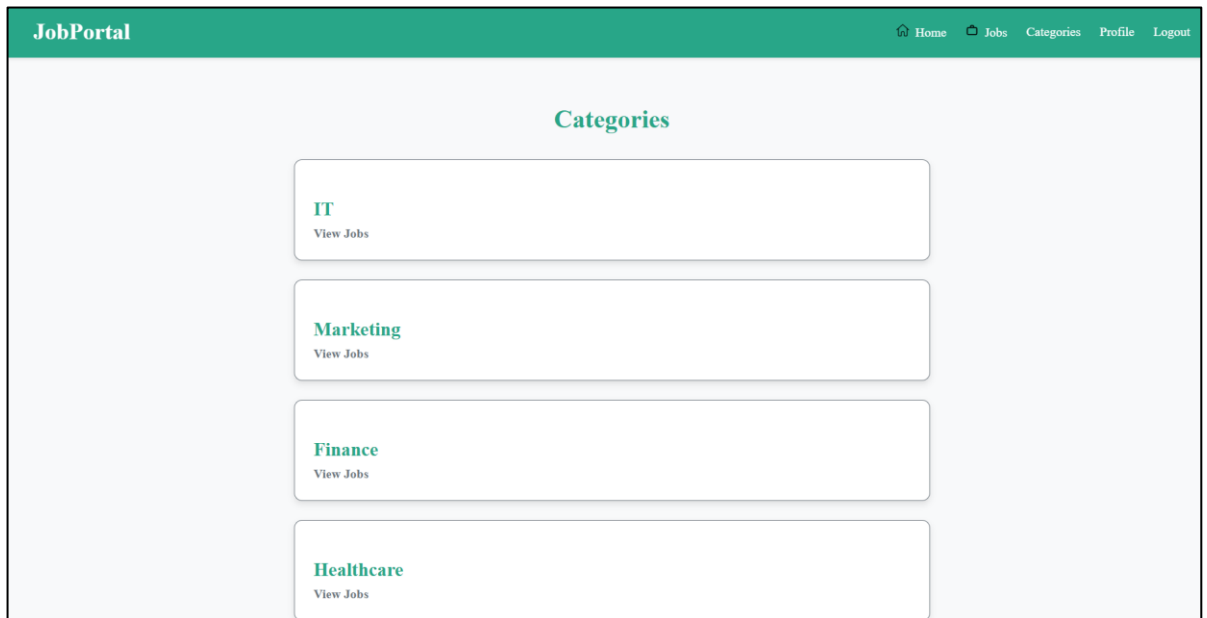 JobPortal
Home Jobs Categories Profile Logout
Categories
IT
View Jobs
Marketing
View Jobs
Finance
View Jobs
Healthcare
View Jobs